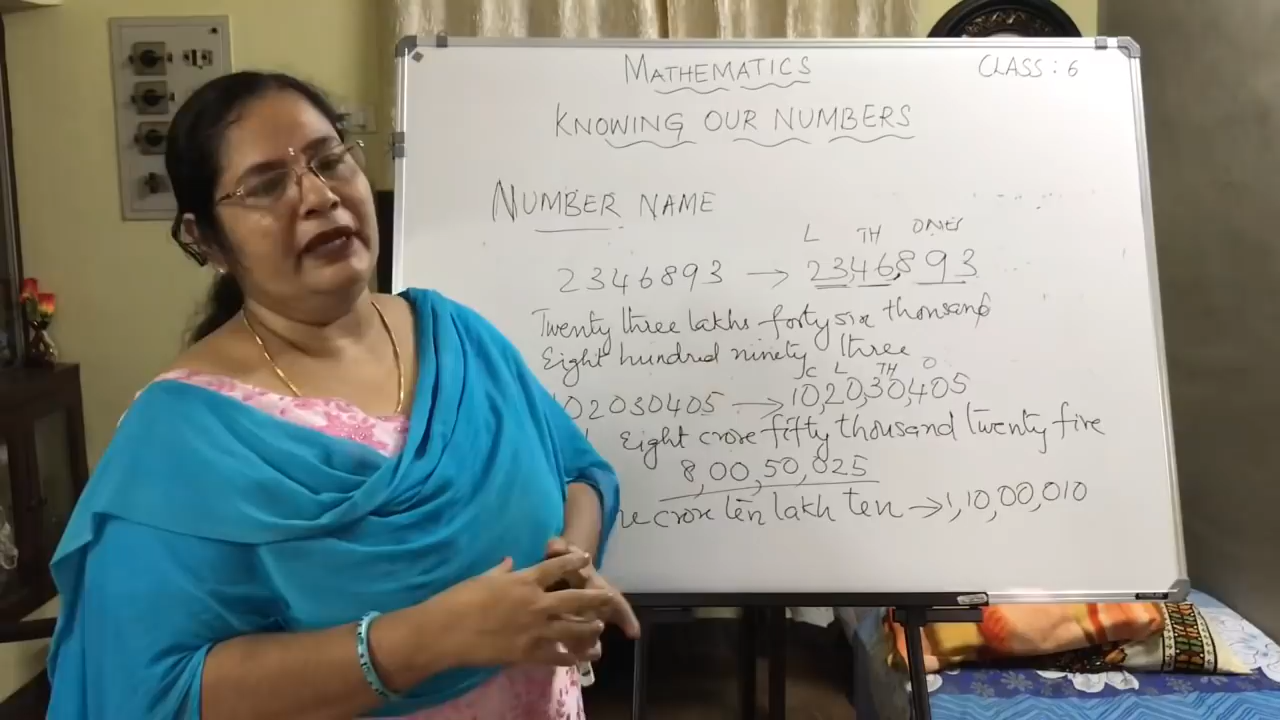 MATHEMATICS
CLASS : 6
KNOWING OUR NUMBERS
NUMBER NAME
L TH ONES
2346893 → 23,46,893
Twenty three lakhs forty six thousand
Eight hundred ninety three
C L TH O
102030405 → 10,20,30,405
Eight crore fifty thousand twenty five
8,00,50,025
crore ten lakh ten → 1,10,00,010